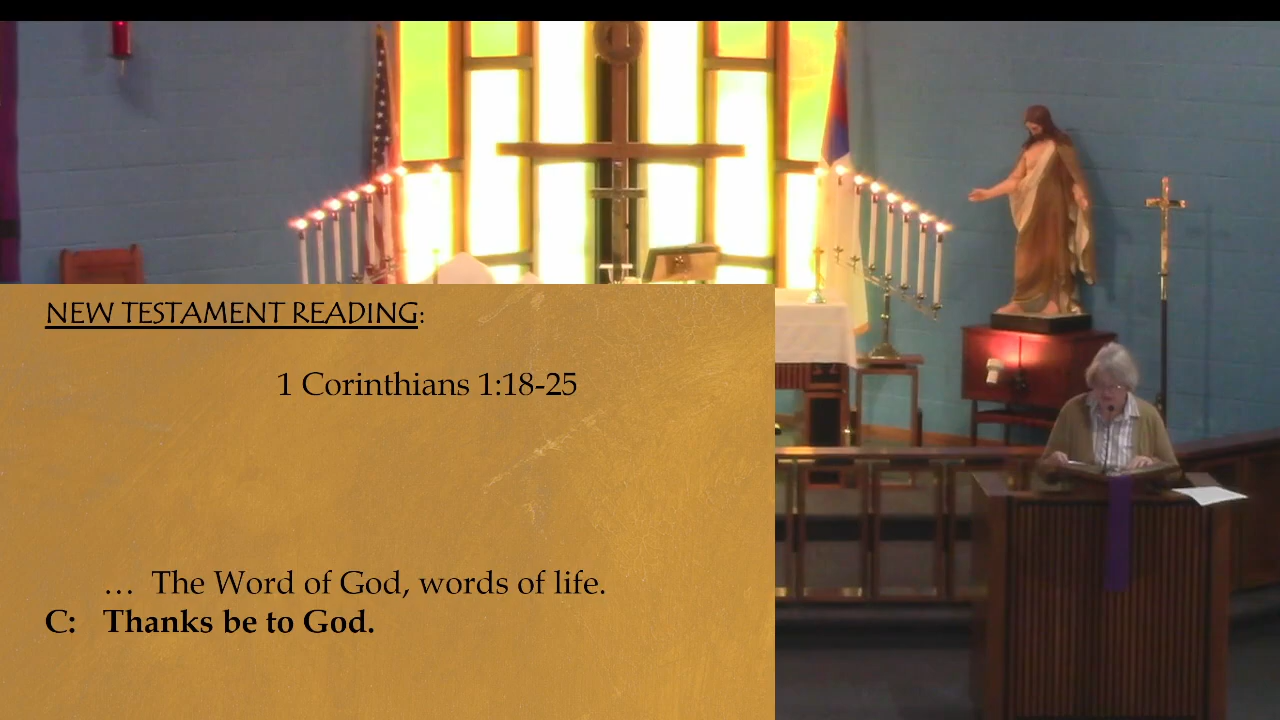 NEW TESTAMENT READING:
1 Corinthians 1:18-25
… The Word of God, words of life.
C: Thanks be to God.